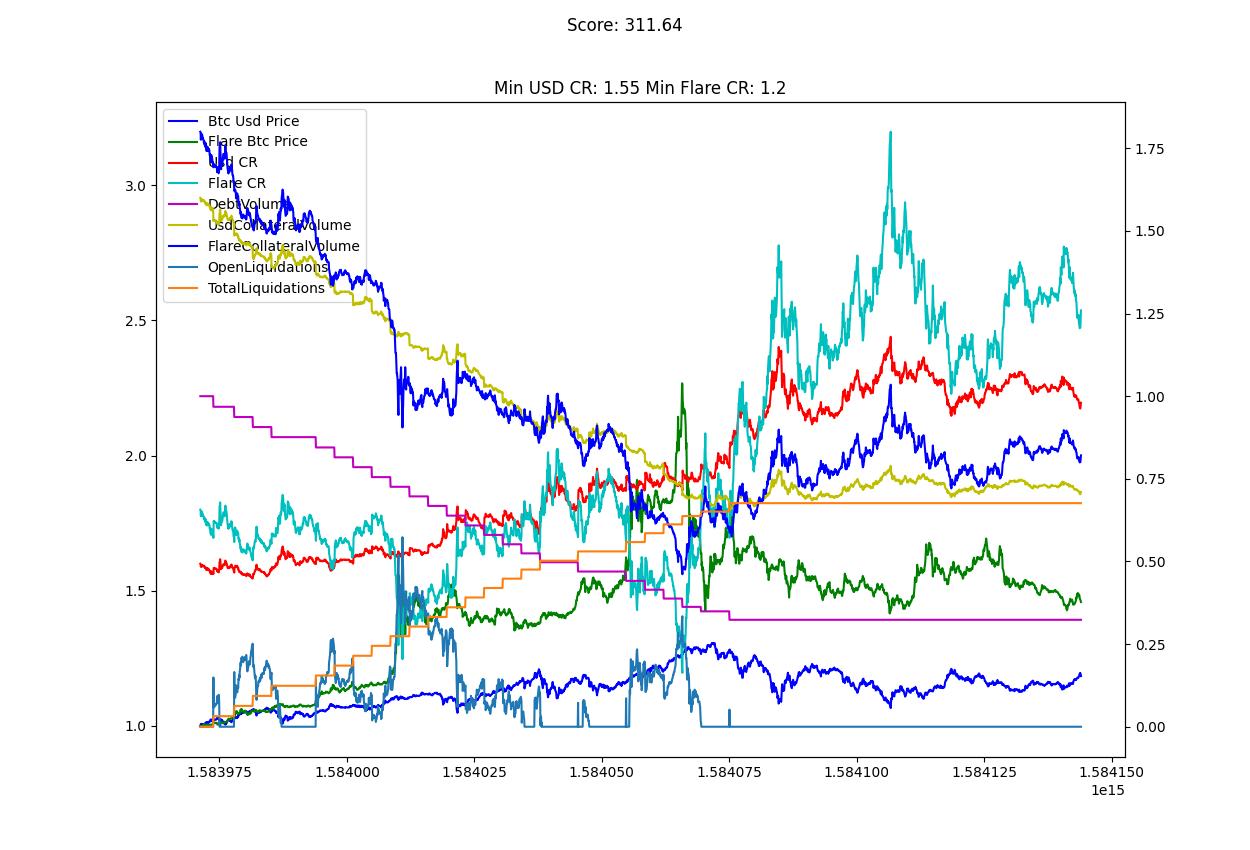 Score: 311.64
Min USD CR: 1.55 Min Flare CR: 1.2
Btc Usd Price
Flare Btc Price
Usd CR
Flare CR
DebtVolume
UsdCollateralVolume
FlareCollateralVolume
OpenLiquidations
TotalLiquidations
3.0
2.5
2.0
1.5
1.0
1.75
1.50
1.25
1.00
0.75
0.50
0.25
0.00
1.583975 1.584000 1.584025 1.584050 1.584075 1.584100 1.584125 1.584150
1e15